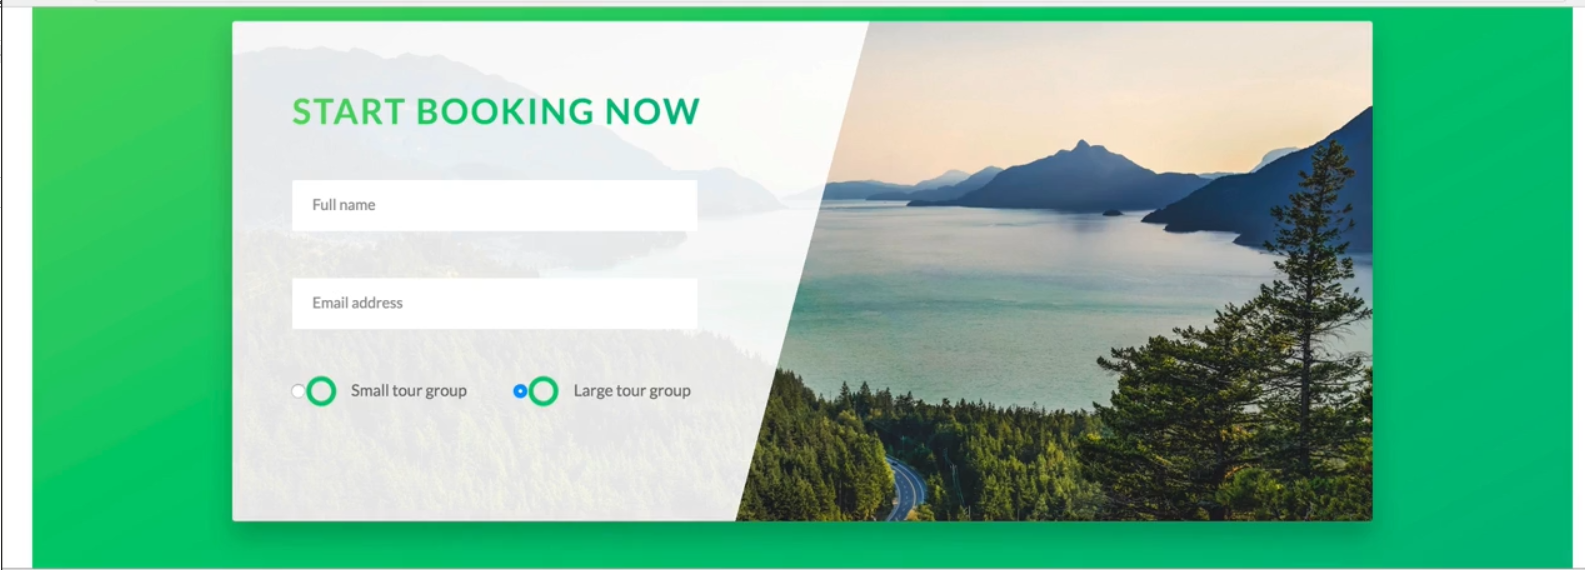 START BOOKING NOW
Full name
Email address
Small tour group Large tour group